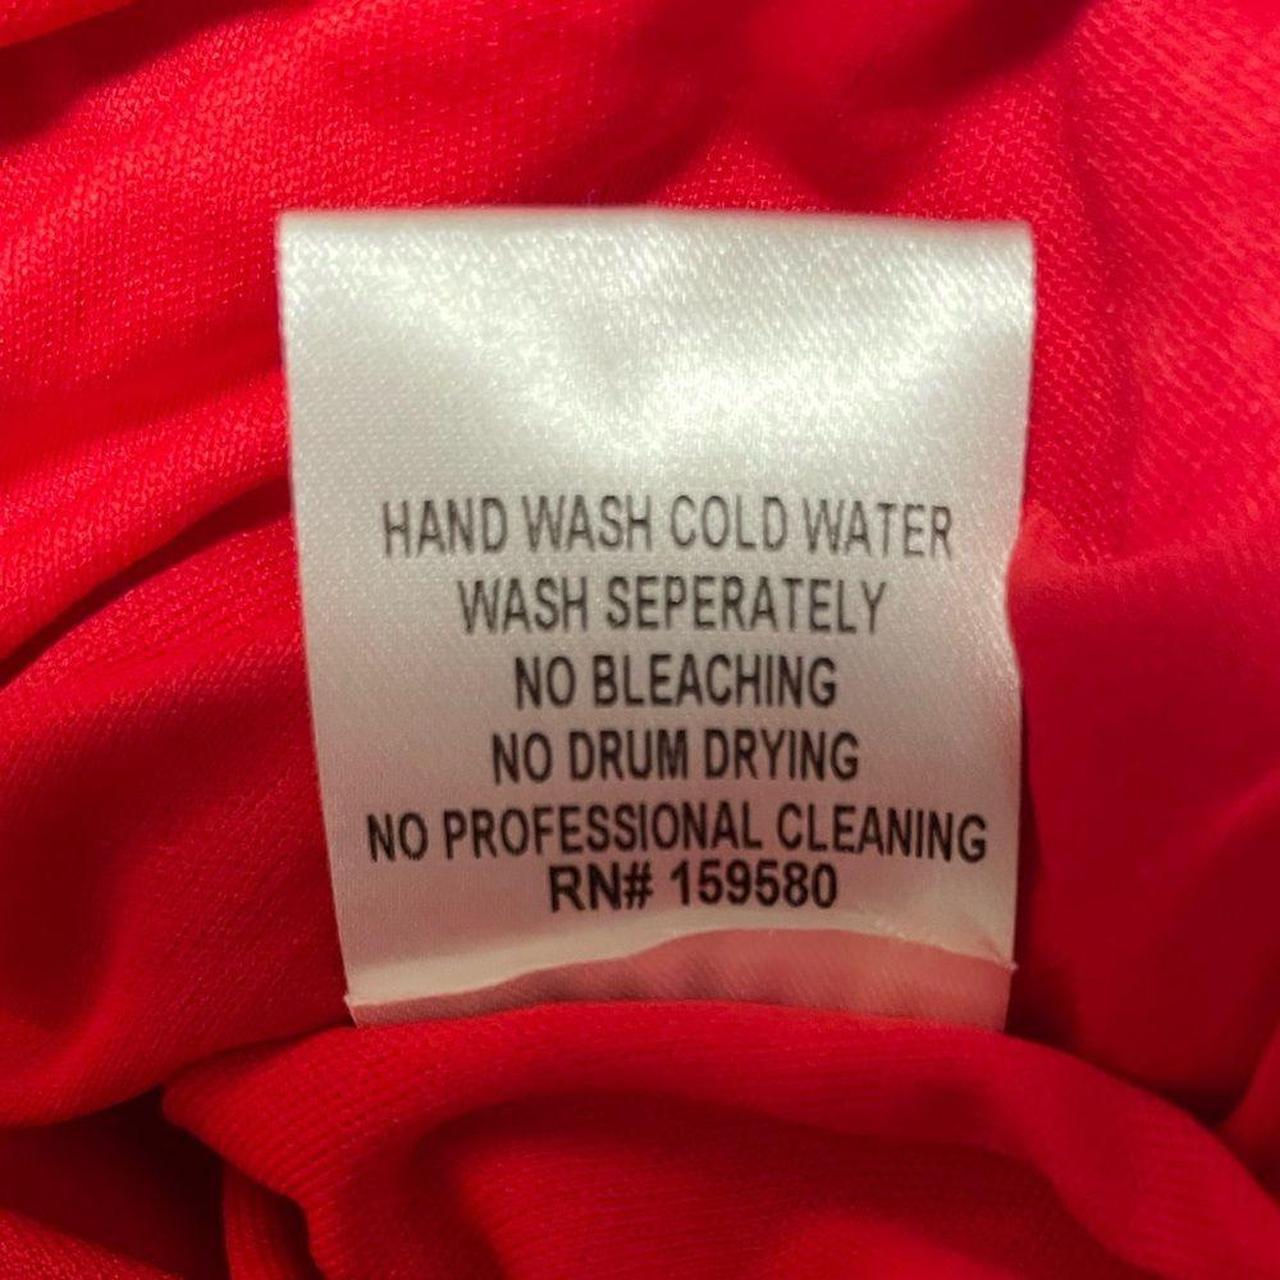 HAND WASH COLD WATER
WASH SEPERATELY
NO BLEACHING
NO DRUM DRYING
NO PROFESSIONAL CLEANING
RN# 159580